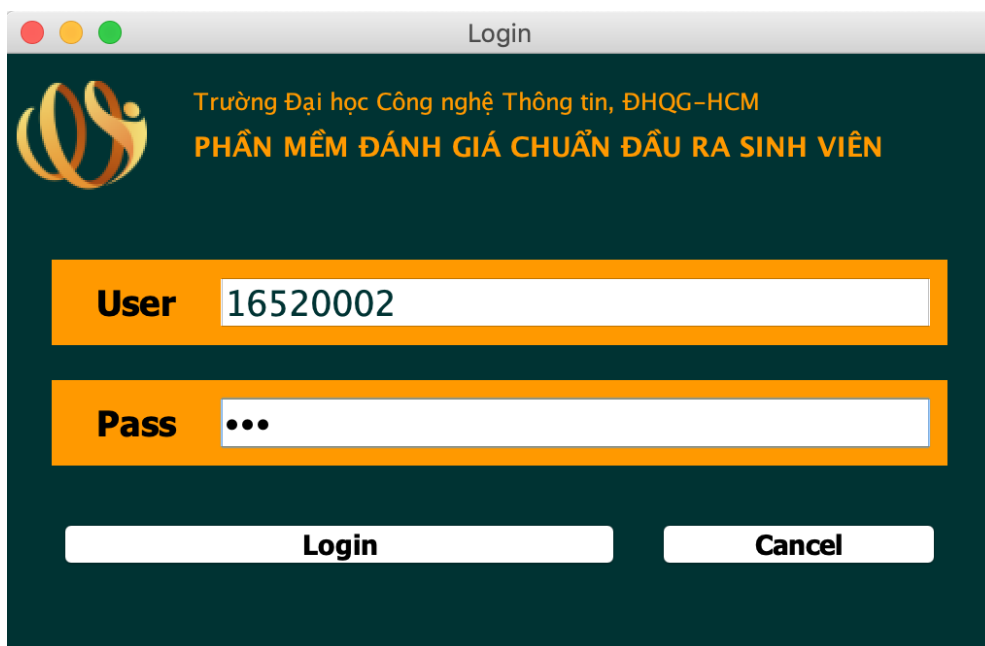 Login
Trường Đại học Công nghệ Thông tin, ĐHQG-HCM
PHẦN MỀM ĐÁNH GIÁ CHUẨN ĐẦU RA SINH VIÊN
User 16520002
Pass •••
Login Cancel